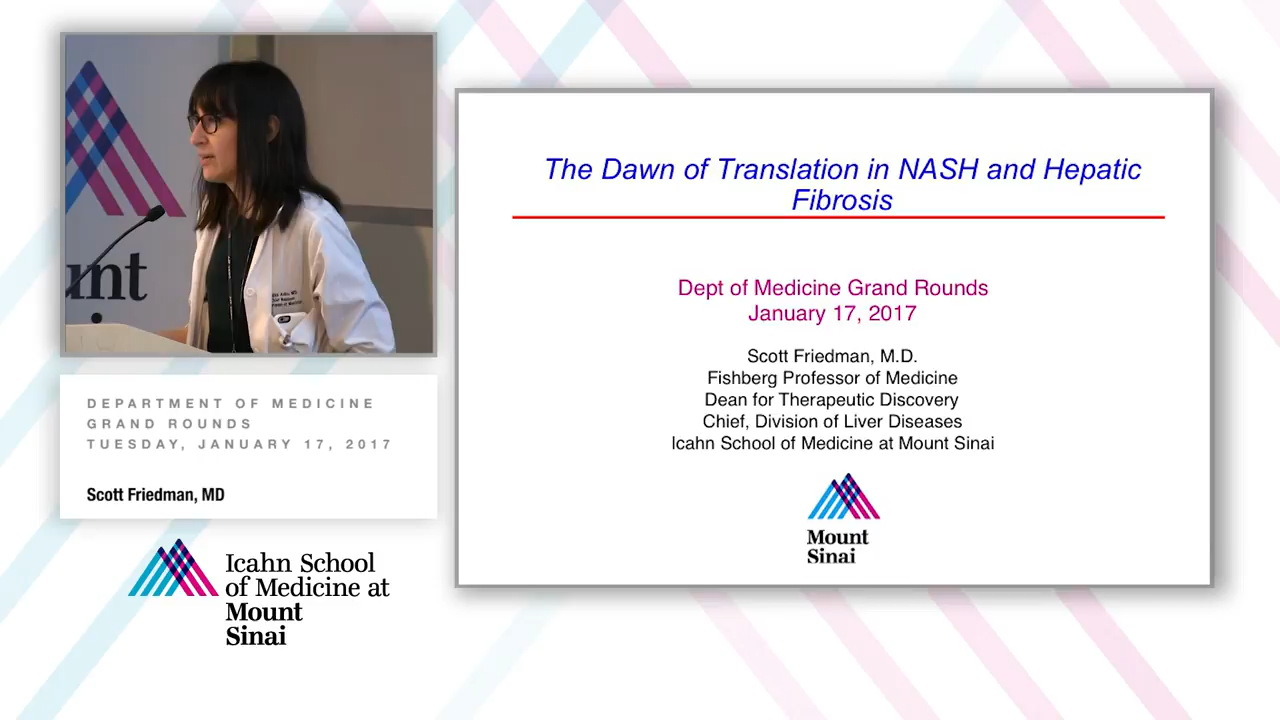 unt
DEPARTMENT OF MEDICINE
GRAND ROUNDS
TUESDAY, JANUARY 17, 2017
Scott Friedman, MD
Icahn School
of Medicine at
Mount
Sinai
The Dawn of Translation in NASH and Hepatic
Fibrosis
Dept of Medicine Grand Rounds
January 17, 2017
Scott Friedman, M.D.
Fishberg Professor of Medicine
Dean for Therapeutic Discovery
Chief, Division of Liver Diseases
Icahn School of Medicine at Mount Sinai
Mount
Sinai